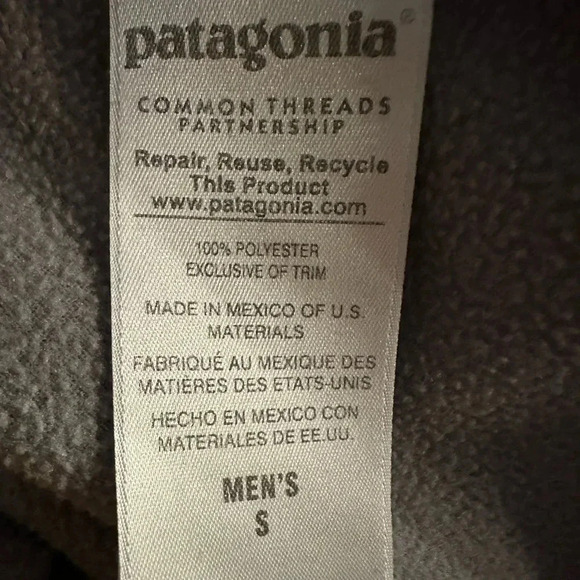 patagonia®
COMMON THREADS
PARTNERSHIP
Repair, Reuse, Recycle
This Product
www.patagonia.com
100% POLYESTER
EXCLUSIVE OF TRIM
MADE IN MEXICO OF U.S.
MATERIALS
FABRIQUÉ AU MEXIQUE DES
MATIÈRES DES ETATS-UNIS
HECHO EN MEXICO CON
MATERIALES DE EE.UU.
MEN'S
S